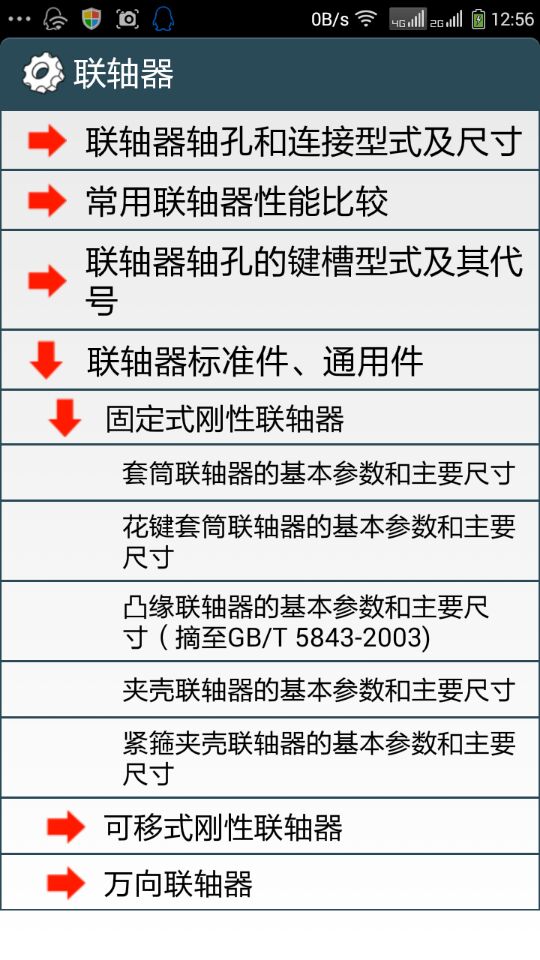 0B/s 4G 2G 12:56
联轴器
联轴器轴孔和连接型式及尺寸
常用联轴器性能比较
联轴器轴孔的键槽型式及其代
号
联轴器标准件、通用件
固定式刚性联轴器
套筒联轴器的基本参数和主要尺寸
花键套筒联轴器的基本参数和主要
尺寸
凸缘联轴器的基本参数和主要尺
寸（摘至GB/T 5843-2003)
夹壳联轴器的基本参数和主要尺寸
紧箍夹壳联轴器的基本参数和主要
尺寸
可移式刚性联轴器
万向联轴器